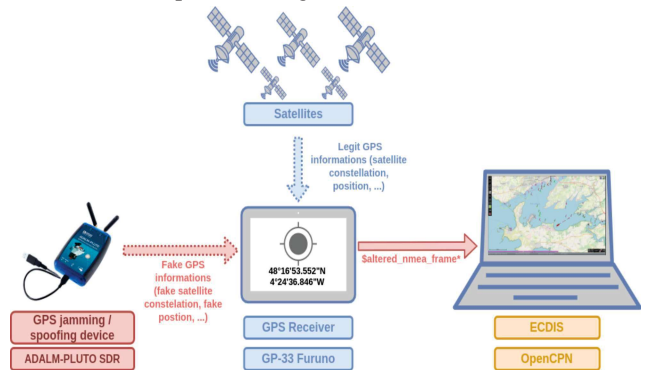 Satellites
Legit GPS
informations (satellite
constellation,
position, ...)
48°16'53.552"N
4°24'36.846"W
$altered_nmea_frame*
Fake GPS
informations
(fake satellite
constelation, fake
postion, ...)
GPS jamming /
spoofing device
ADALM-PLUTO SDR
GPS Receiver
GP-33 Furuno
ECDIS
OpenCPN